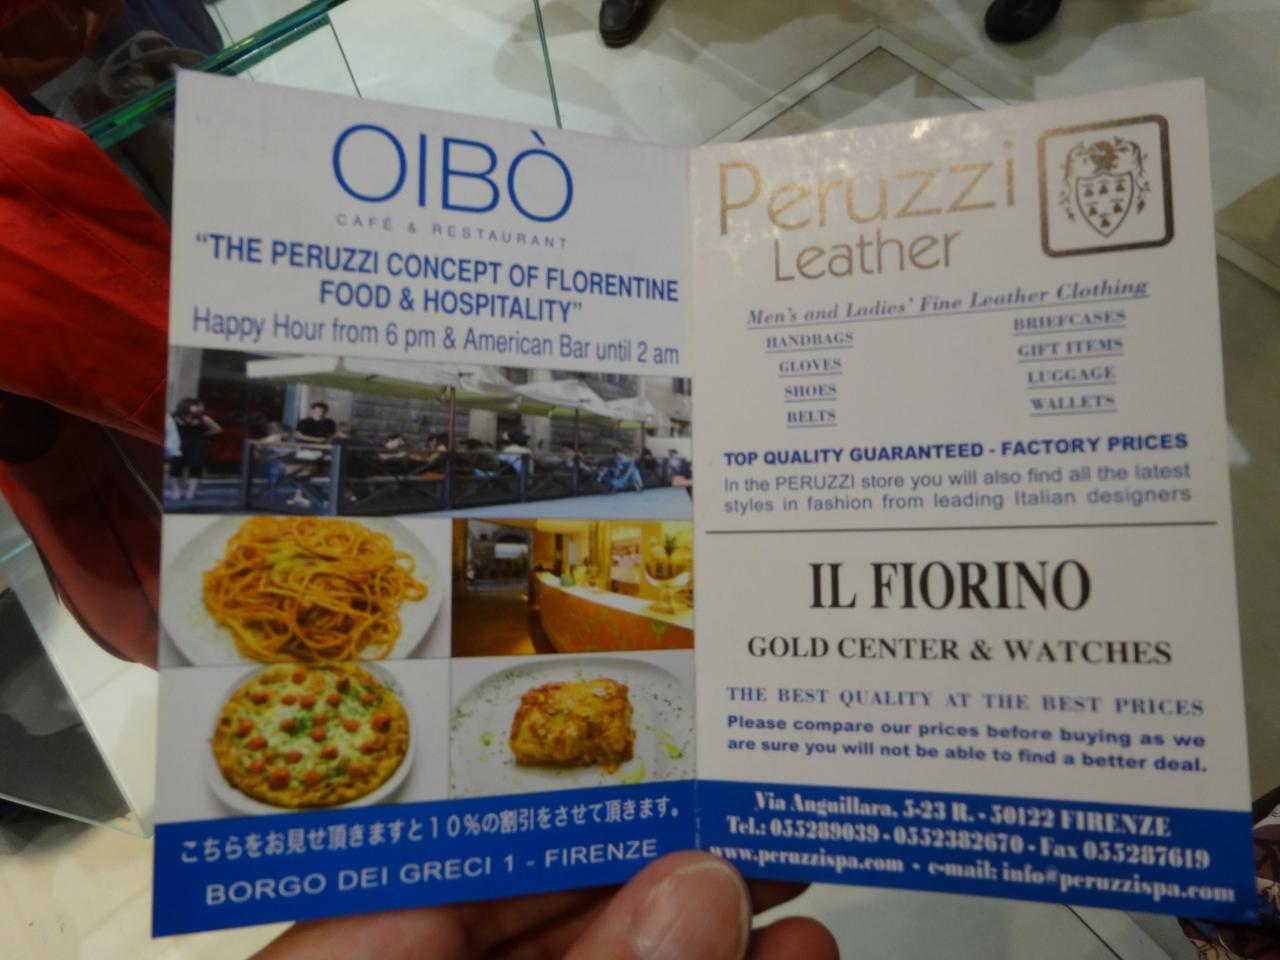 OIBÒ
CAFÉ & RESTAURANT
"THE PERUZZI CONCEPT OF FLORENTINE
FOOD & HOSPITALITY"
Happy Hour from 6 pm & American Bar until 2 am
こちらをお見せ頂きますと10%の割引をさせて頂きます。
BORGO DEI GRECI 1 - FIRENZE
Peruzzi
Leather
Men's and Ladies' Fine Leather Clothing
HANDBAGS
GLOVES
SHOES
BELTS
BRIEFCASES
GIFT ITEMS
LUGGAGE
WALLETS
TOP QUALITY GUARANTEED - FACTORY PRICES
In the PERUZZI store you will also find all the latest
styles in fashion from leading Italian designers
IL FIORINO
GOLD CENTER & WATCHES
THE BEST QUALITY AT THE BEST PRICES
Please compare our prices before buying as we
are sure you will not be able to find a better deal.
Via Anguillara, 5-23 R. - 50122 FIRENZE
Tel.: 055289039 - 0552382670 - Fax 055287619
www.peruzzispa.com - e-mail: info@peruzzispa.com